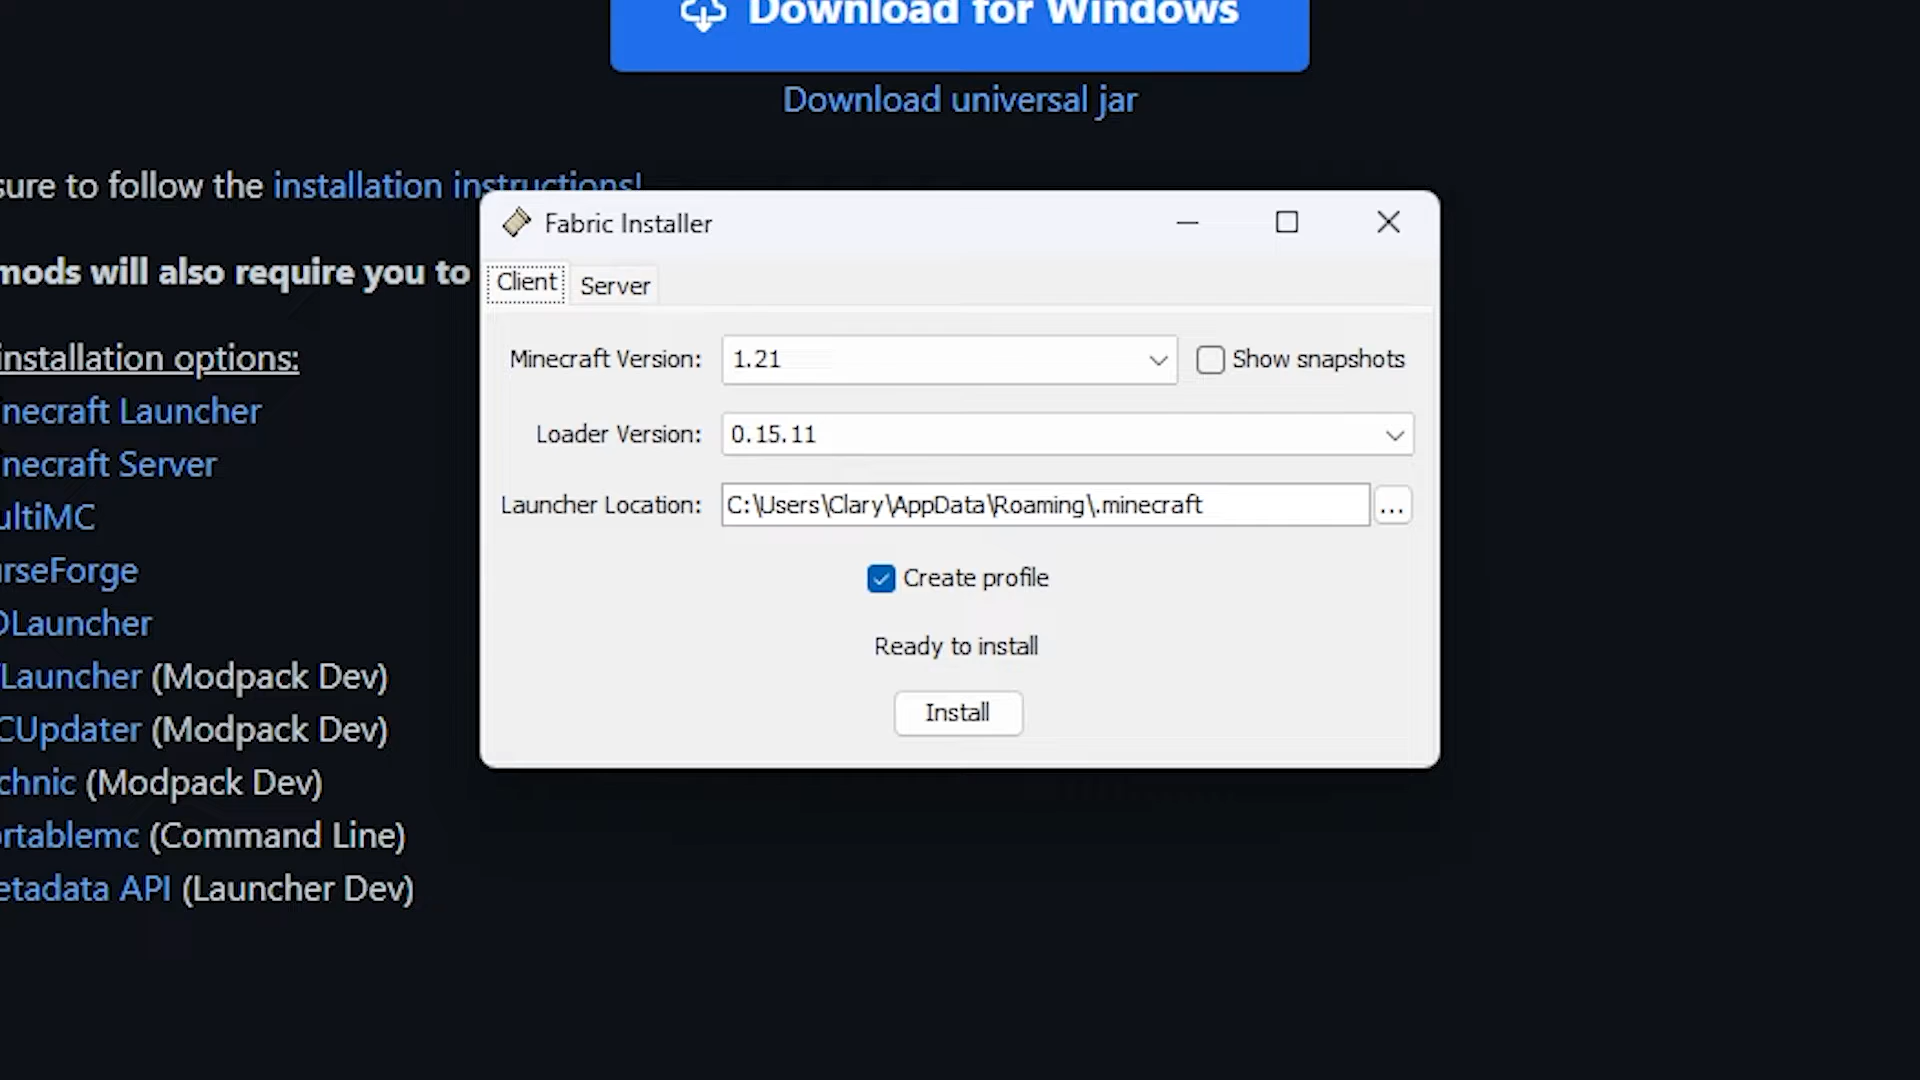 Download for Windows
Download universal jar
sure to follow the installation instructions!
mods will also require you to
Fabric Installer
Client
Server
Minecraft Version:
1.21
Show snapshots
Loader Version:
0.15.11
Launcher Location:
C:\Users\Clary\AppData\Roaming\.minecraft
...
Create profile
Ready to install
Install
installation options:
necraft Launcher
necraft Server
ultiMC
urseForge
DLauncher
Launcher (Modpack Dev)
CUpdater (Modpack Dev)
chnic (Modpack Dev)
ortablemc (Command Line)
etadata API (Launcher Dev)